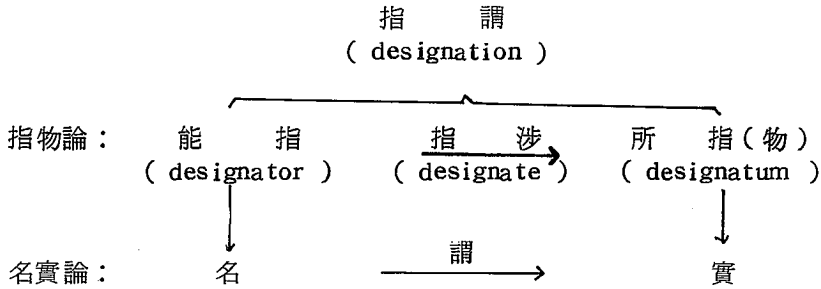 指 謂
( designation )
指物論： 能 指 指 涉 所 指(物)
( designator ) ( designate ) ( designatum )
謂
名實論： 名 實